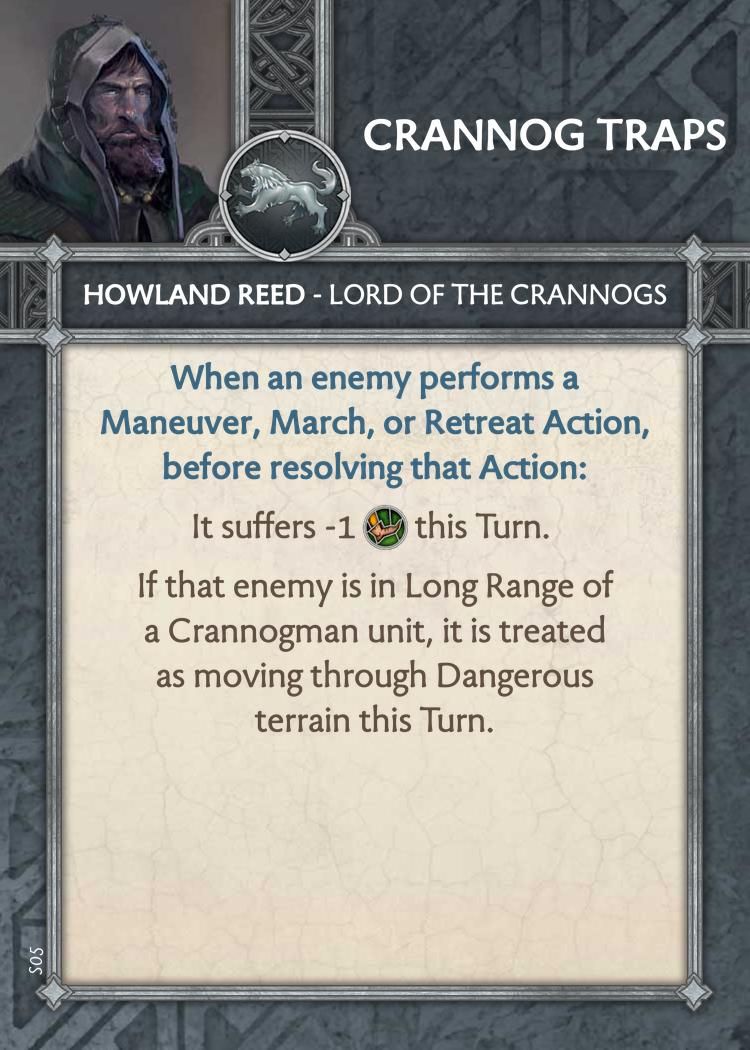 CRANNOG TRAPS
HOWLAND REED - LORD OF THE CRANNOGS
When an enemy performs a
Maneuver, March, or Retreat Action,
before resolving that Action:
It suffers -1 this Turn.
If that enemy is in Long Range of
a Crannogman unit, it is treated
as moving through Dangerous
terrain this Turn.
S05